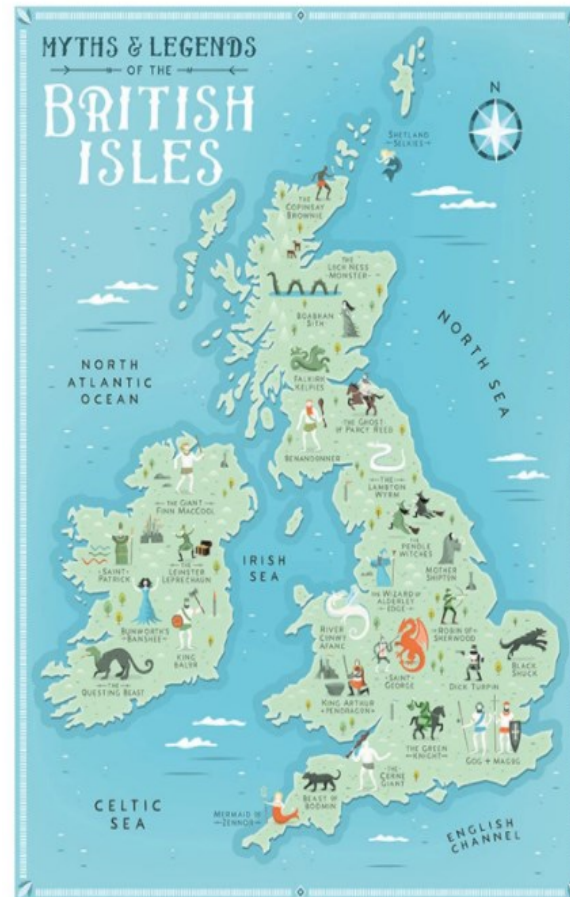 MYTHS & LEGENDS
OF THE
BRITISH
ISLES
N
SHETLAND
SELKIES
THE
COPINSAY
BROWNIE
THE
LOCH NESS
MONSTER
BOABHAN
SITH
NORTH SEA
NORTH
ATLANTIC
OCEAN
FALKIRK
KELPIES
THE GHOST
OF PARCY REED
BENANDONNER
THE
LAMBTON
WYRM
THE GIANT
FINN MACCOOL
THE
PENDLE
WITCHES
IRISH
SEA
MOTHER
SHIPTON
SAINT
PATRICK
THE
LEINSTER
LEPRECHAUN
THE WIZARD OF
ALDERLEY
EDGE
RIVER
CONWY
AFANC
ROBIN OF
SHERWOOD
BUNWORTH'S
BANSHEE
KING
BALOR
BLACK
SHUCK
SAINT
GEORGE
DICK TURPIN
THE
QUESTING BEAST
KING ARTHUR
PENDRAGON
THE GREEN
KNIGHT
GOG + MAGOG
THE
CERNE
GIANT
BEAST OF
BODMIN
CELTIC
SEA
MERMAID OF
ZENNOR
ENGLISH
CHANNEL